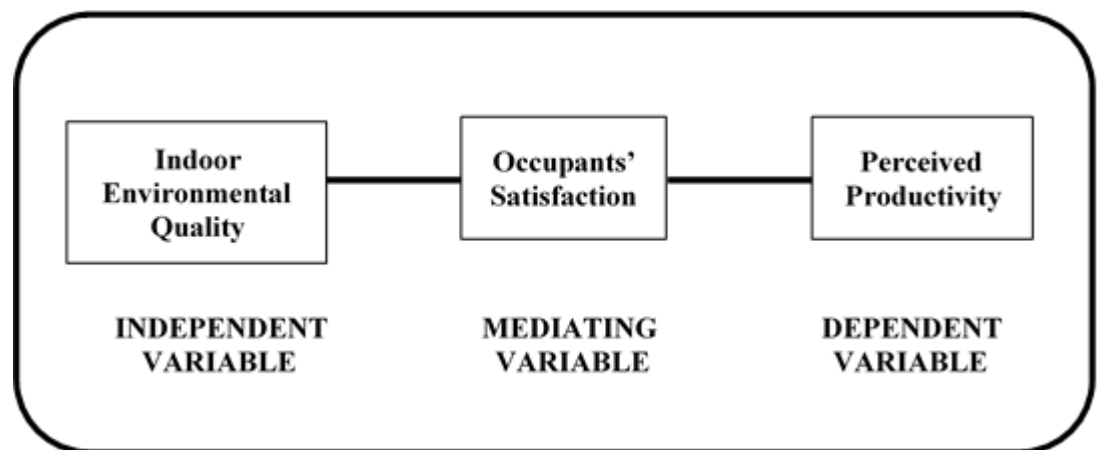 Indoor
Environmental
Quality
Occupants’
Satisfaction
Perceived
Productivity
INDEPENDENT
VARIABLE
MEDIATING
VARIABLE
DEPENDENT
VARIABLE